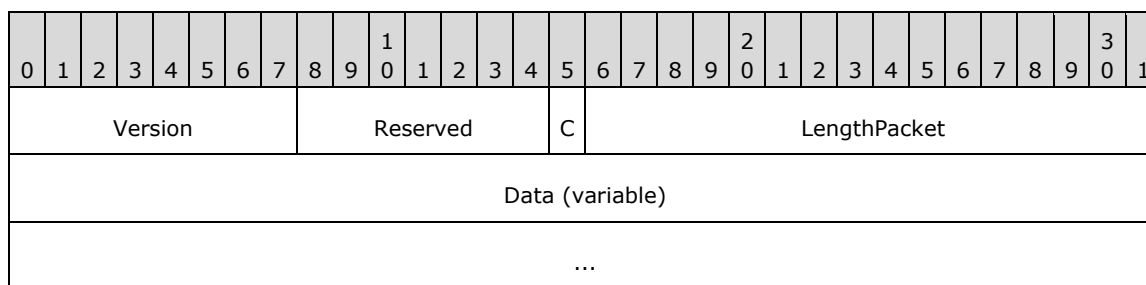 1 2 3
0 1 2 3 4 5 6 7 8 9 0 1 2 3 4 5 6 7 8 9 0 1 2 3 4 5 6 7 8 9 0 1
Version Reserved C LengthPacket
Data (variable)
...